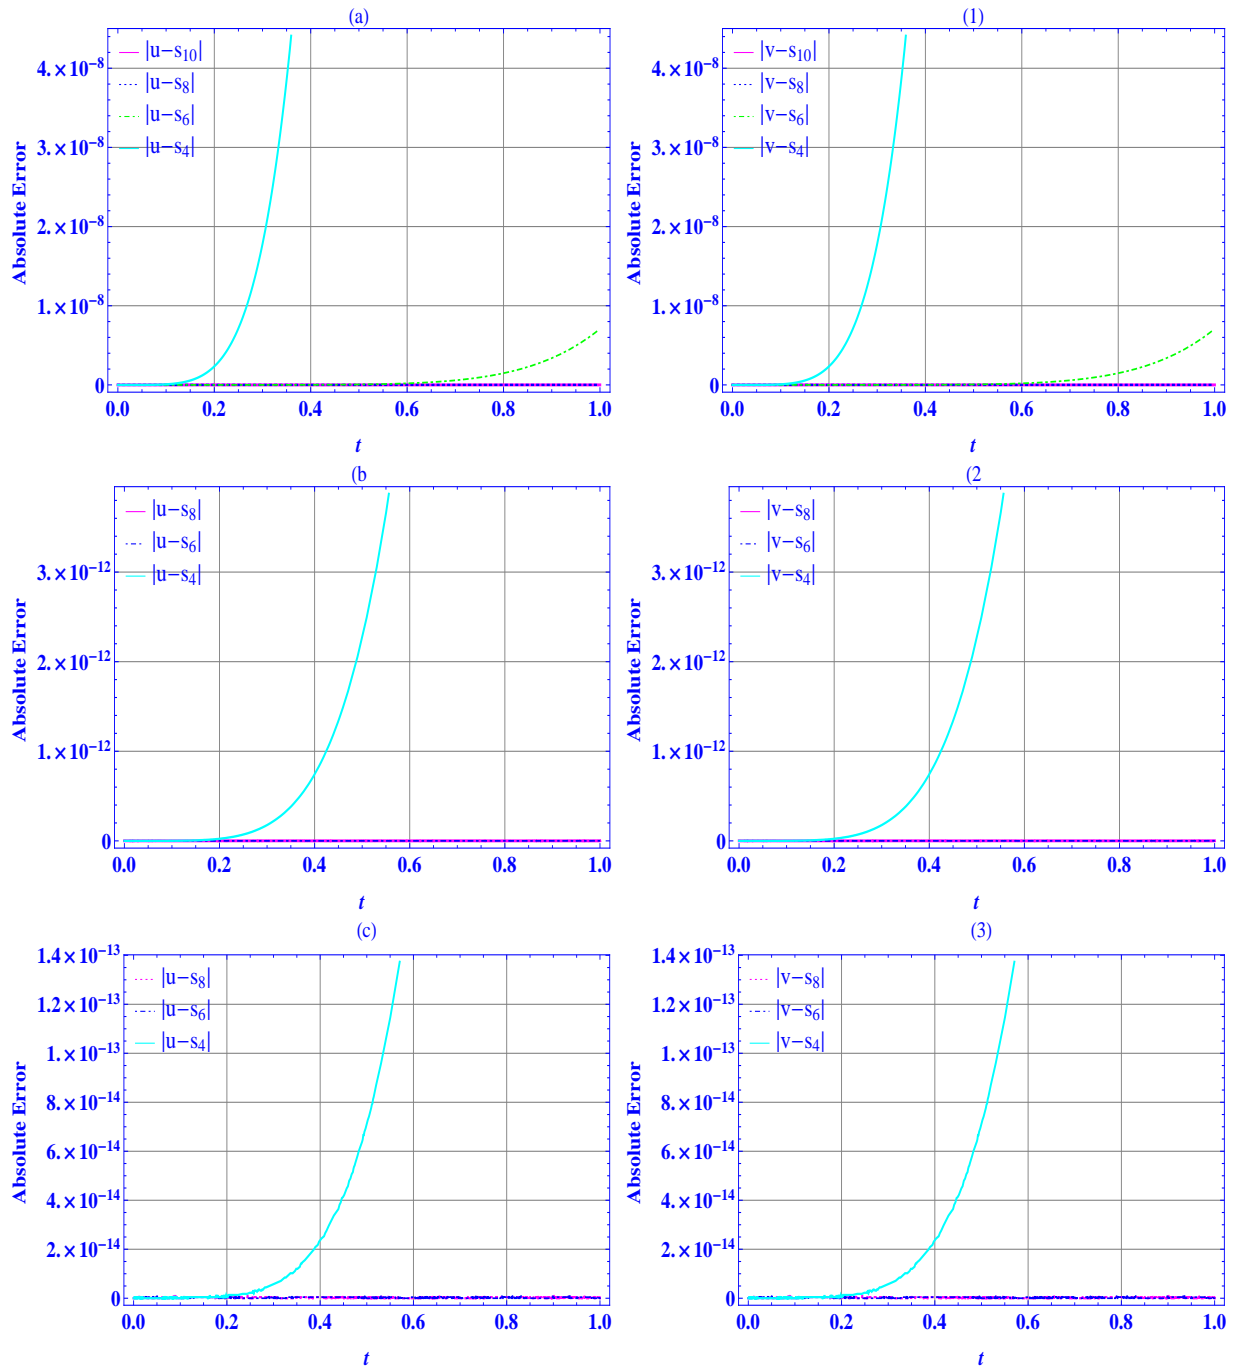 (a)
|u−s₁₀|
|u−s₈|
|u−s₆|
|u−s₄|
4.×10⁻⁸
3.×10⁻⁸
2.×10⁻⁸
1.×10⁻⁸
0
Absolute Error
0.0 0.2 0.4 0.6 0.8 1.0
t
(1)
|v−s₁₀|
|v−s₈|
|v−s₆|
|v−s₄|
4.×10⁻⁸
3.×10⁻⁸
2.×10⁻⁸
1.×10⁻⁸
0
Absolute Error
0.0 0.2 0.4 0.6 0.8 1.0
t
(b
|u−s₈|
|u−s₆|
|u−s₄|
3.×10⁻¹²
2.×10⁻¹²
1.×10⁻¹²
0
Absolute Error
0.0 0.2 0.4 0.6 0.8 1.0
t
(2
|v−s₈|
|v−s₆|
|v−s₄|
3.×10⁻¹²
2.×10⁻¹²
1.×10⁻¹²
0
Absolute Error
0.0 0.2 0.4 0.6 0.8 1.0
t
(c)
|u−s₈|
|u−s₆|
|u−s₄|
1.4×10⁻¹³
1.2×10⁻¹³
1.×10⁻¹³
8.×10⁻¹⁴
6.×10⁻¹⁴
4.×10⁻¹⁴
2.×10⁻¹⁴
0
Absolute Error
0.0 0.2 0.4 0.6 0.8 1.0
t
(3)
|v−s₈|
|v−s₆|
|v−s₄|
1.4×10⁻¹³
1.2×10⁻¹³
1.×10⁻¹³
8.×10⁻¹⁴
6.×10⁻¹⁴
4.×10⁻¹⁴
2.×10⁻¹⁴
0
Absolute Error
0.0 0.2 0.4 0.6 0.8 1.0
t